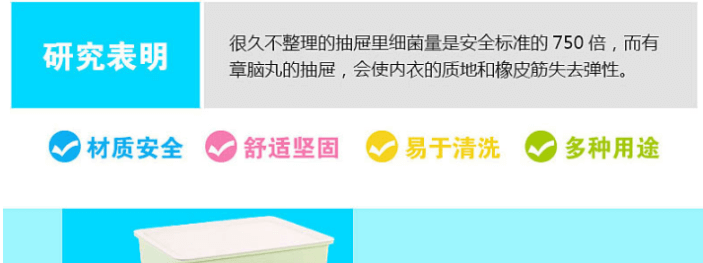 研究表明
很久不整理的抽屉里细菌量是安全标准的 750 倍，而有
章脑丸的抽屉，会使内衣的质地和橡皮筋失去弹性。
材质安全 舒适坚固 易于清洗 多种用途